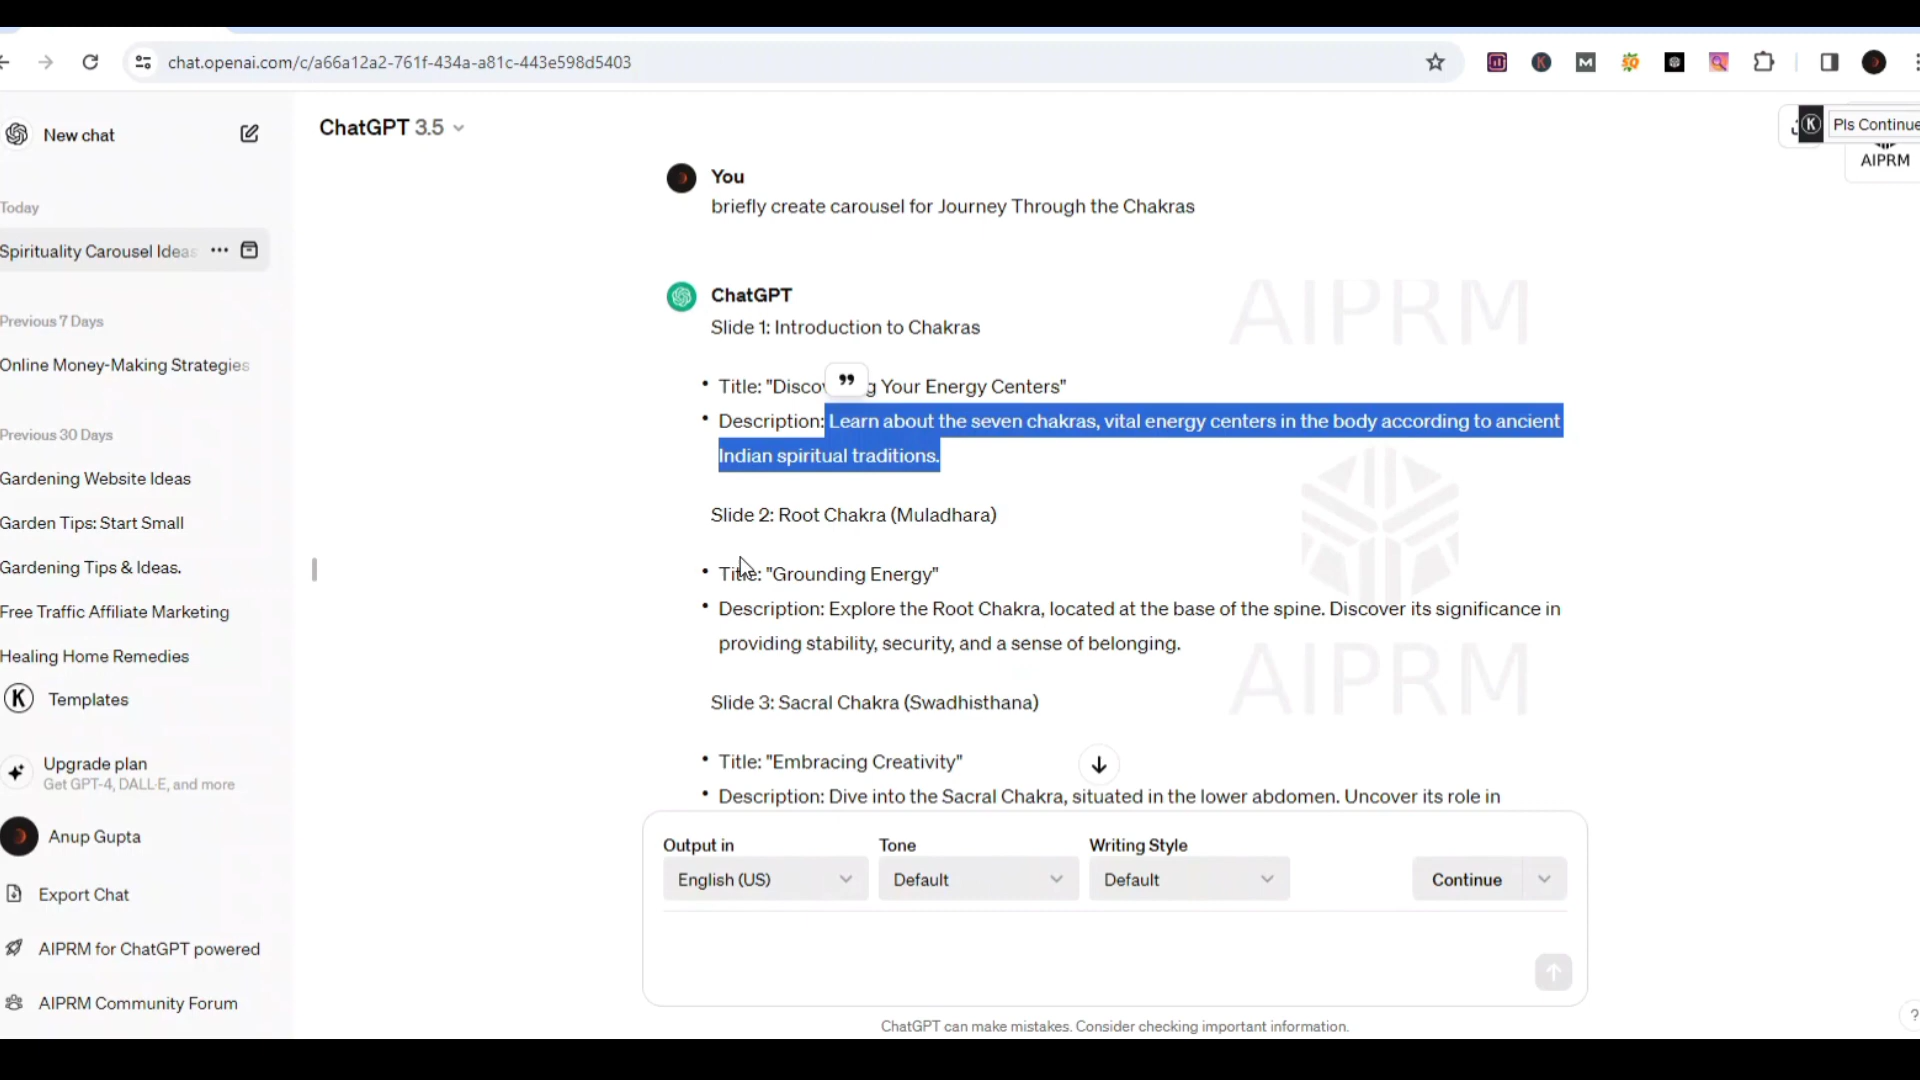 chat.openai.com/c/a66a12a2-761f-434a-a81c-443e598d5403
New chat
Today
Spirituality Carousel Ideas
Previous 7 Days
Online Money-Making Strategies
Previous 30 Days
Gardening Website Ideas
Garden Tips: Start Small
Gardening Tips & Ideas.
Free Traffic Affiliate Marketing
Healing Home Remedies
K Templates
Upgrade plan
Get GPT-4, DALL·E, and more
Anup Gupta
Export Chat
AIPRM for ChatGPT powered
AIPRM Community Forum
ChatGPT 3.5
K Pls Continue
AIPRM
You
briefly create carousel for Journey Through the Chakras
ChatGPT
Slide 1: Introduction to Chakras
AIPRM
• Title: "Disco g Your Energy Centers"
• Description: Learn about the seven chakras, vital energy centers in the body according to ancient
Indian spiritual traditions.
Slide 2: Root Chakra (Muladhara)
• Title: "Grounding Energy"
• Description: Explore the Root Chakra, located at the base of the spine. Discover its significance in
providing stability, security, and a sense of belonging.
AIPRM
Slide 3: Sacral Chakra (Swadhisthana)
• Title: "Embracing Creativity"
• Description: Dive into the Sacral Chakra, situated in the lower abdomen. Uncover its role in
Output in Tone Writing Style
English (US) Default Default Continue
ChatGPT can make mistakes. Consider checking important information.
?